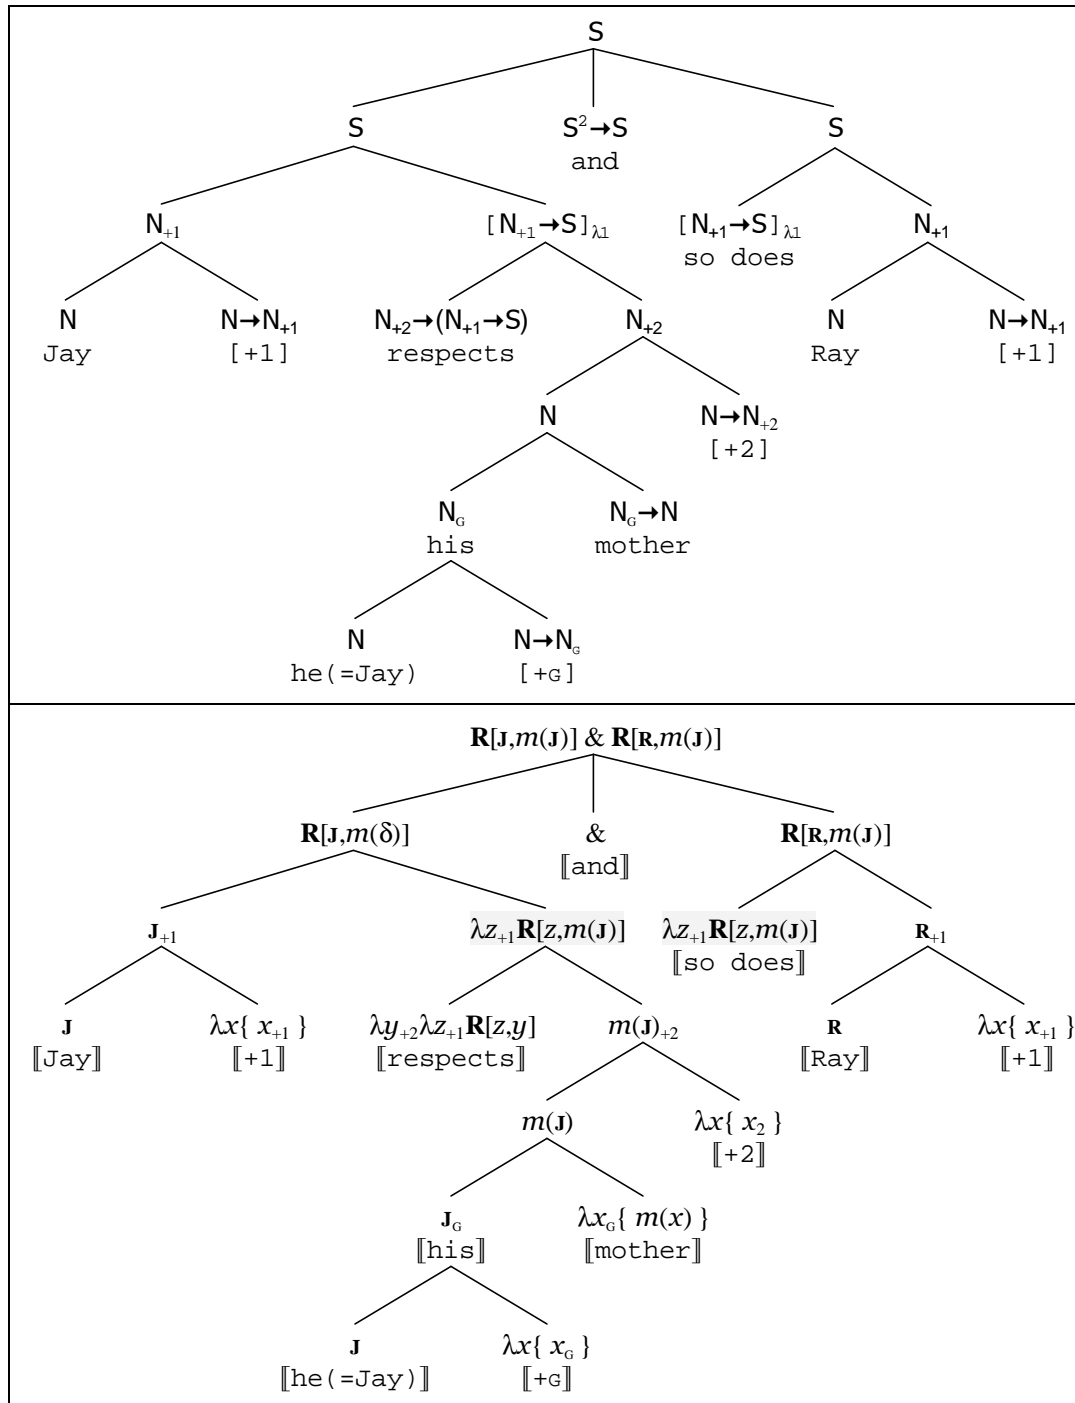 S
S S²→S S
and
N₊₁ [N₊₁→S]λ1 [N₊₁→S]λ1 N₊₁
so does
N N→N₊₁ N₊₂→(N₊₁→S) N₊₂ N N→N₊₁
Jay [+1] respects Ray [+1]
N N→N₊₂
[+2]
N_G N_G→N
his mother
N N→N_G
he(=Jay) [+G]
R[J,m(J)] & R[R,m(J)]
R[J,m(δ)] & R[R,m(J)]
⟦and⟧
J₊₁ λz₊₁R[z,m(J)] λz₊₁R[z,m(J)] R₊₁
⟦so does⟧
J λx{ x₊₁ } λy₊₂λz₊₁R[z,y] m(J)₊₂ R λx{ x₊₁ }
⟦Jay⟧ ⟦+1⟧ ⟦respects⟧ ⟦Ray⟧ ⟦+1⟧
m(J) λx{ x₂ }
⟦+2⟧
J_G λx_G{ m(x) }
⟦his⟧ ⟦mother⟧
J λx{ x_G }
⟦he(=Jay)⟧ ⟦+G⟧